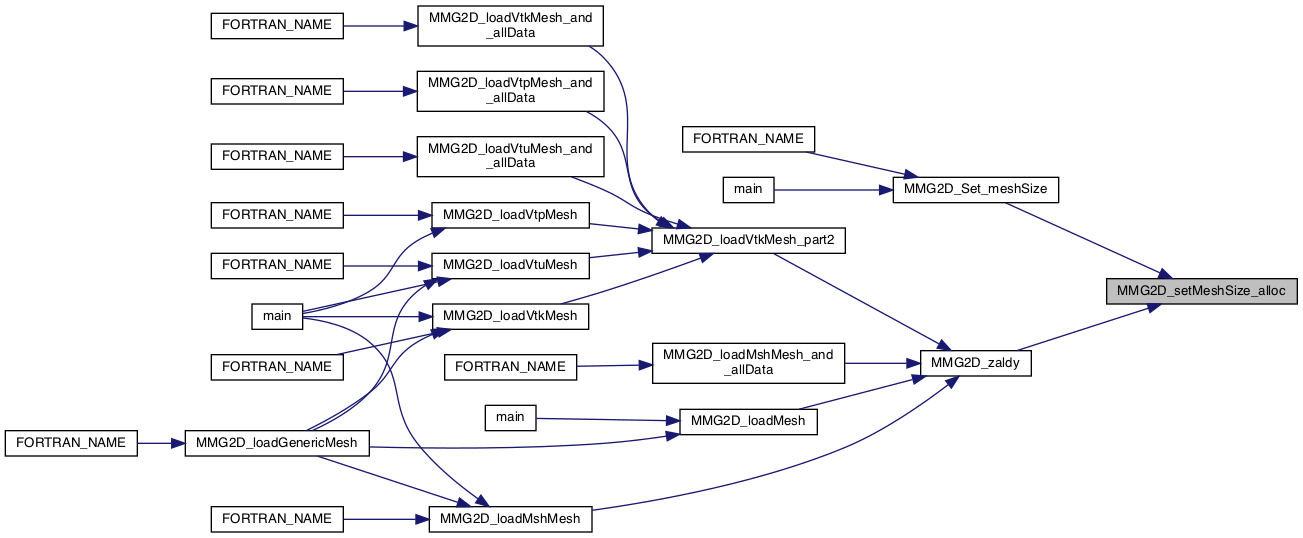 FORTRAN_NAME
MMG2D_loadVtkMesh_and
_allData
FORTRAN_NAME
MMG2D_loadVtpMesh_and
_allData
FORTRAN_NAME
MMG2D_loadVtuMesh_and
_allData
FORTRAN_NAME
MMG2D_loadVtpMesh
FORTRAN_NAME
MMG2D_loadVtuMesh
main
MMG2D_loadVtkMesh
FORTRAN_NAME
FORTRAN_NAME
MMG2D_loadGenericMesh
FORTRAN_NAME
MMG2D_loadMshMesh
FORTRAN_NAME
main
MMG2D_Set_meshSize
MMG2D_loadVtkMesh_part2
MMG2D_setMeshSize_alloc
FORTRAN_NAME
MMG2D_loadMshMesh_and
_allData
MMG2D_zaldy
main
MMG2D_loadMesh